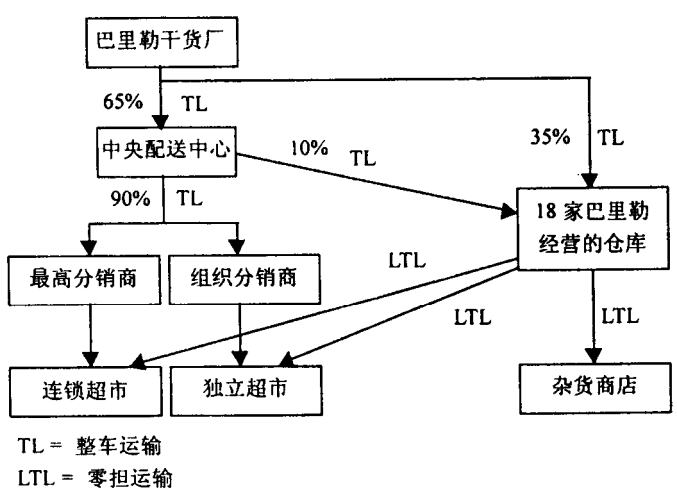 巴里勒干货厂
65% TL
35% TL
中央配送中心
10% TL
90% TL
18 家巴里勒
经营的仓库
最高分销商
组织分销商
LTL
LTL
LTL
连锁超市
独立超市
杂货商店
TL = 整车运输
LTL = 零担运输